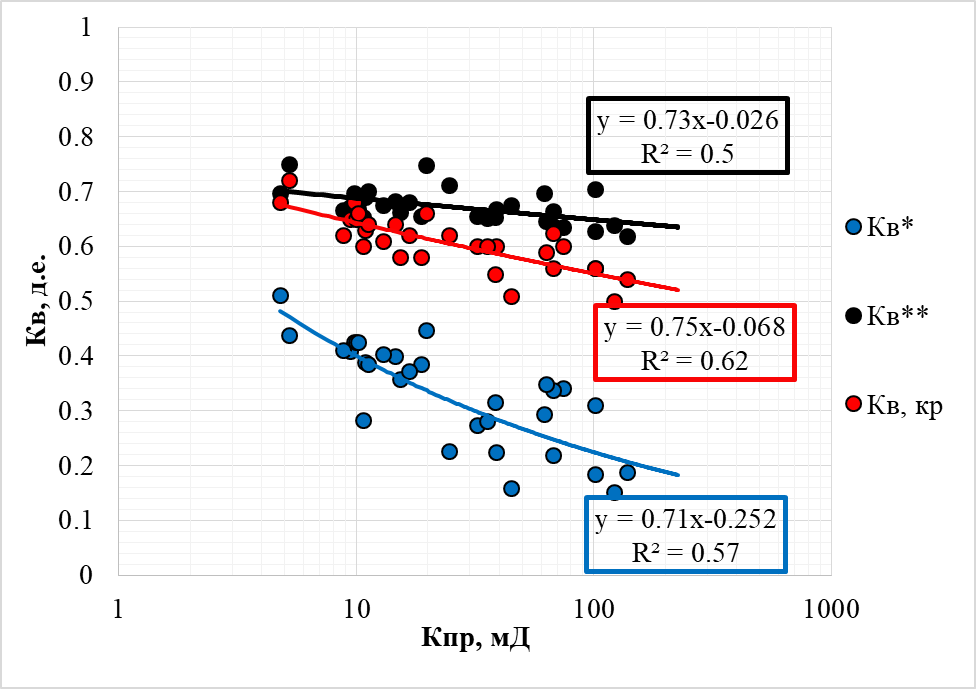 1
0.9
0.8
0.7
0.6
0.5
0.4
0.3
0.2
0.1
0
Кв, д.е.
y = 0.73x-0.026
R² = 0.5
y = 0.75x-0.068
R² = 0.62
y = 0.71x-0.252
R² = 0.57
Кв*
Кв**
Кв, кр
1 10 100 1000
Кпр, мД